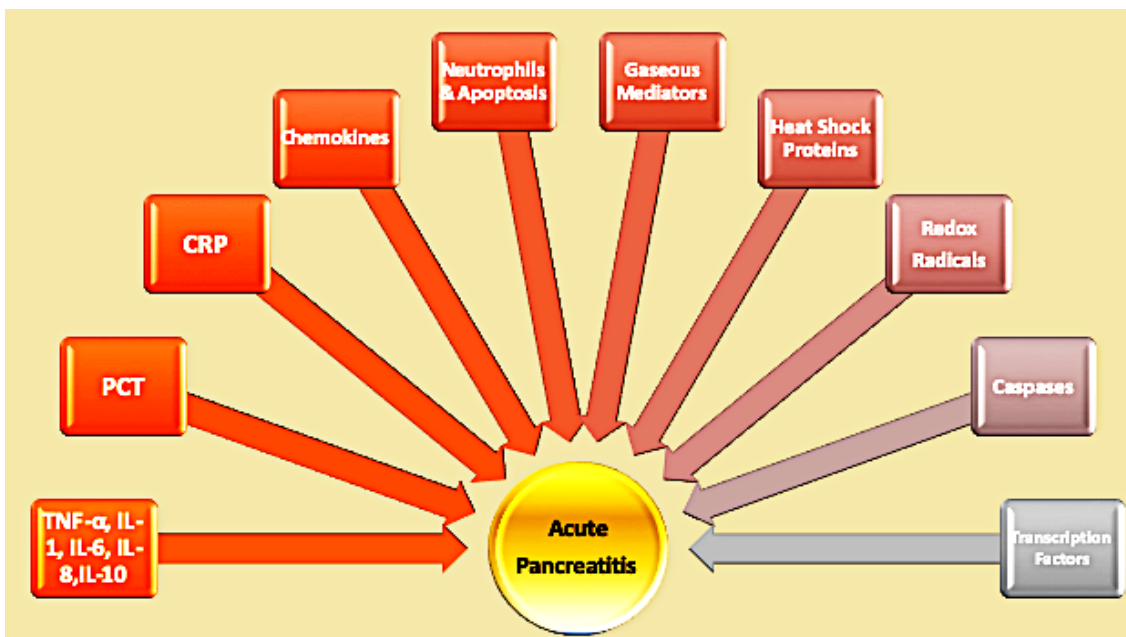 Neutrophils
& Apoptosis
Gaseous
Mediators
Chemokines
Heat Shock
Proteins
CRP
Redox
Radicals
PCT
Caspases
TNF-α, IL-
1, IL-6, IL-
8,IL-10
Acute
Pancreatitis
Transcription
Factors